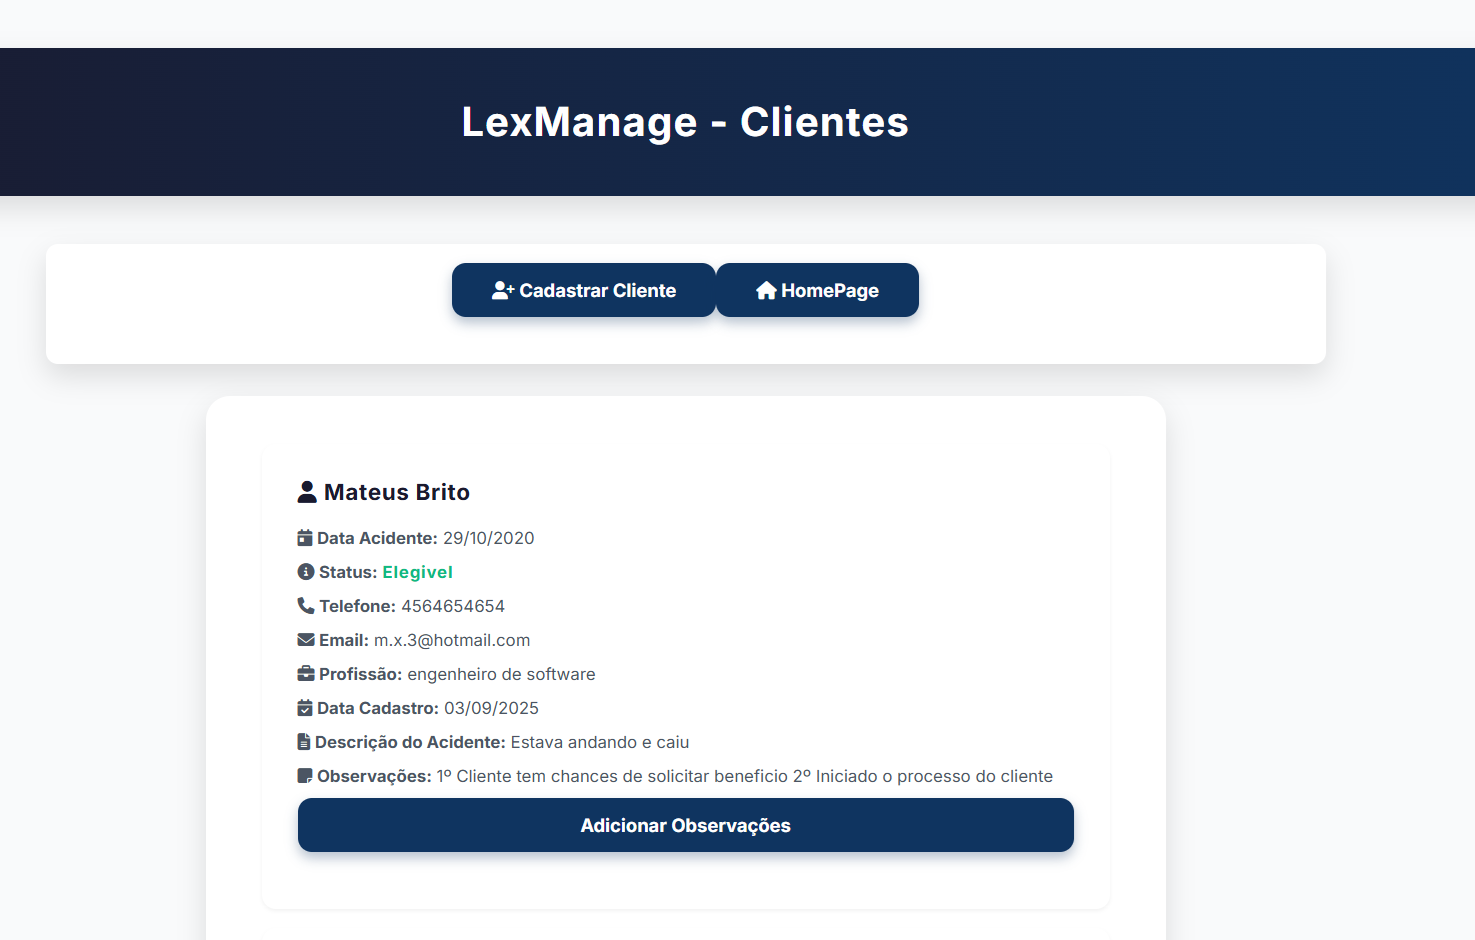 LexManage - Clientes
Cadastrar Cliente HomePage
Mateus Brito
Data Acidente: 29/10/2020
Status: Elegivel
Telefone: 4564654654
Email: m.x.3@hotmail.com
Profissão: engenheiro de software
Data Cadastro: 03/09/2025
Descrição do Acidente: Estava andando e caiu
Observações: 1º Cliente tem chances de solicitar beneficio 2º Iniciado o processo do cliente
Adicionar Observações